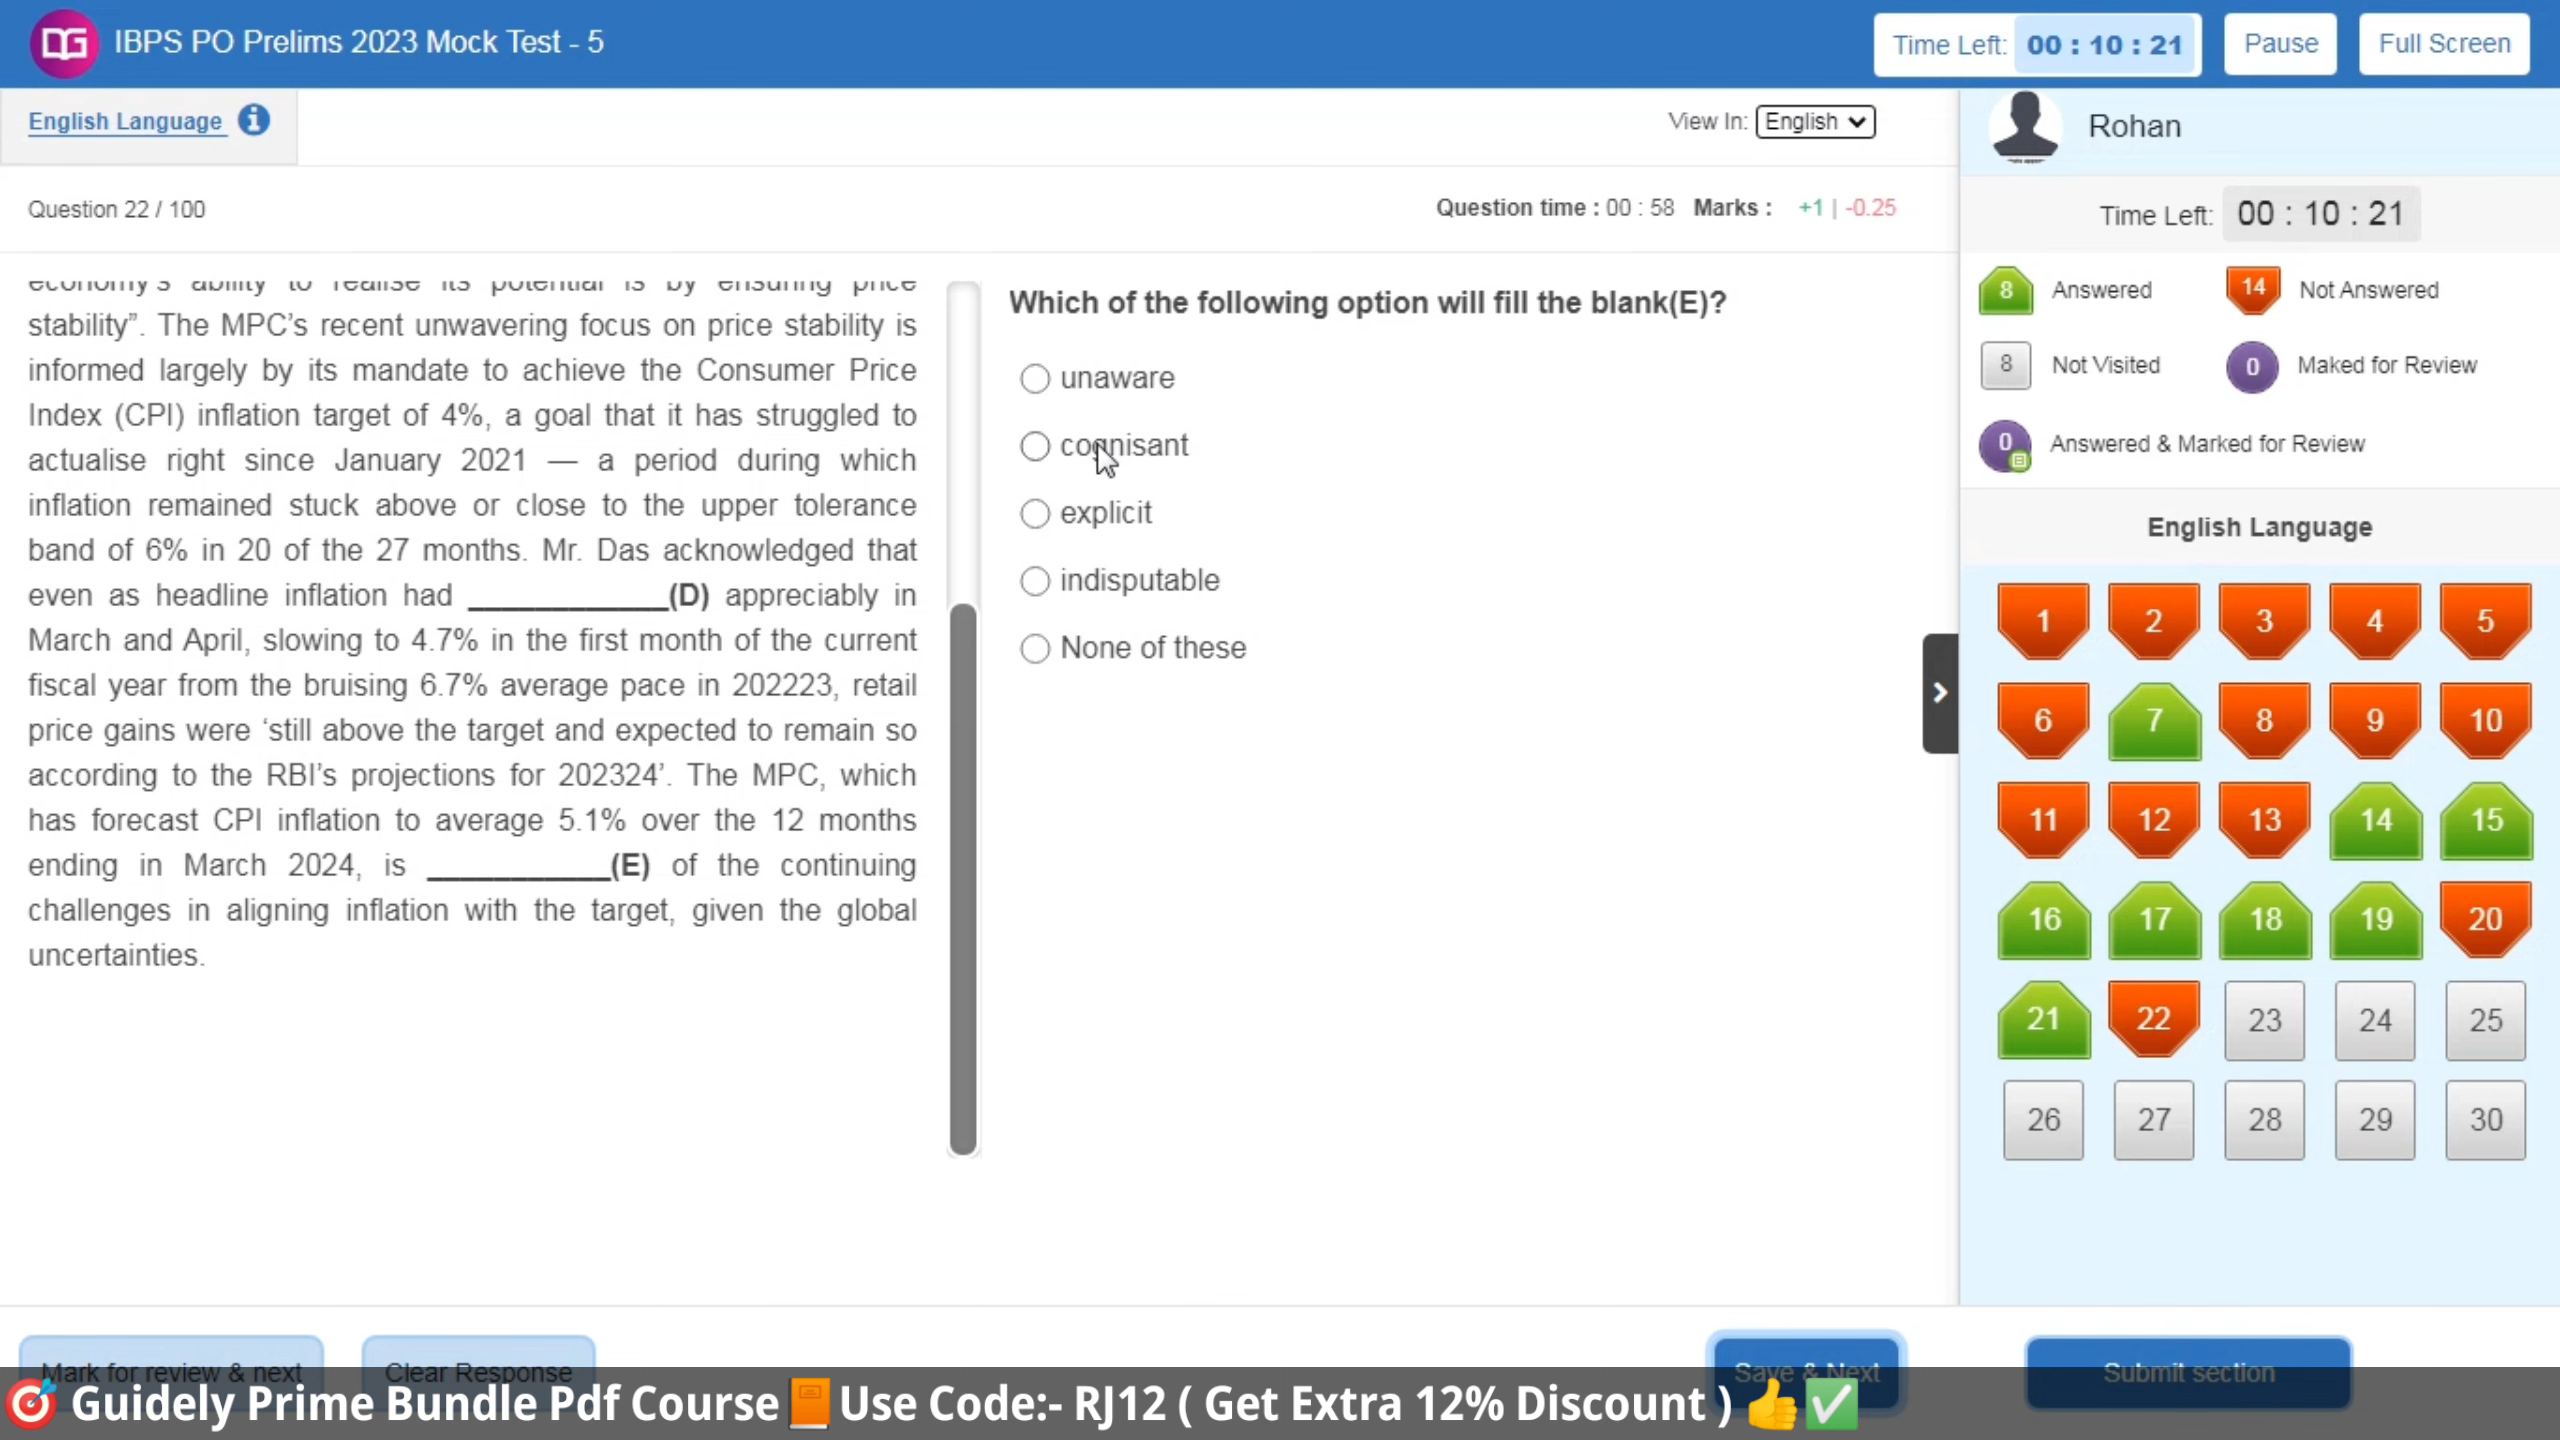 IBPS PO Prelims 2023 Mock Test - 5
Time Left: 00 : 10 : 21
Pause
Full Screen
English Language
View In: English
Rohan
Question 22 / 100
Question time : 00 : 58 Marks : +1 | -0.25
Time Left: 00 : 10 : 21
economy's ability to realise its potential is by ensuring price
stability”. The MPC’s recent unwavering focus on price stability is
informed largely by its mandate to achieve the Consumer Price
Index (CPI) inflation target of 4%, a goal that it has struggled to
actualise right since January 2021 — a period during which
inflation remained stuck above or close to the upper tolerance
band of 6% in 20 of the 27 months. Mr. Das acknowledged that
even as headline inflation had ____________(D) appreciably in
March and April, slowing to 4.7% in the first month of the current
fiscal year from the bruising 6.7% average pace in 202223, retail
price gains were ‘still above the target and expected to remain so
according to the RBI’s projections for 202324’. The MPC, which
has forecast CPI inflation to average 5.1% over the 12 months
ending in March 2024, is ___________(E) of the continuing
challenges in aligning inflation with the target, given the global
uncertainties.
Which of the following option will fill the blank(E)?
unaware
cognisant
explicit
indisputable
None of these
8 Answered 14 Not Answered
8 Not Visited 0 Maked for Review
0 Answered & Marked for Review
English Language
1 2 3 4 5
6 7 8 9 10
11 12 13 14 15
16 17 18 19 20
21 22 23 24 25
26 27 28 29 30
Mark for review & next
Clear Response
Save & Next
Submit section
Guidely Prime Bundle Pdf Course Use Code:- RJ12 ( Get Extra 12% Discount )